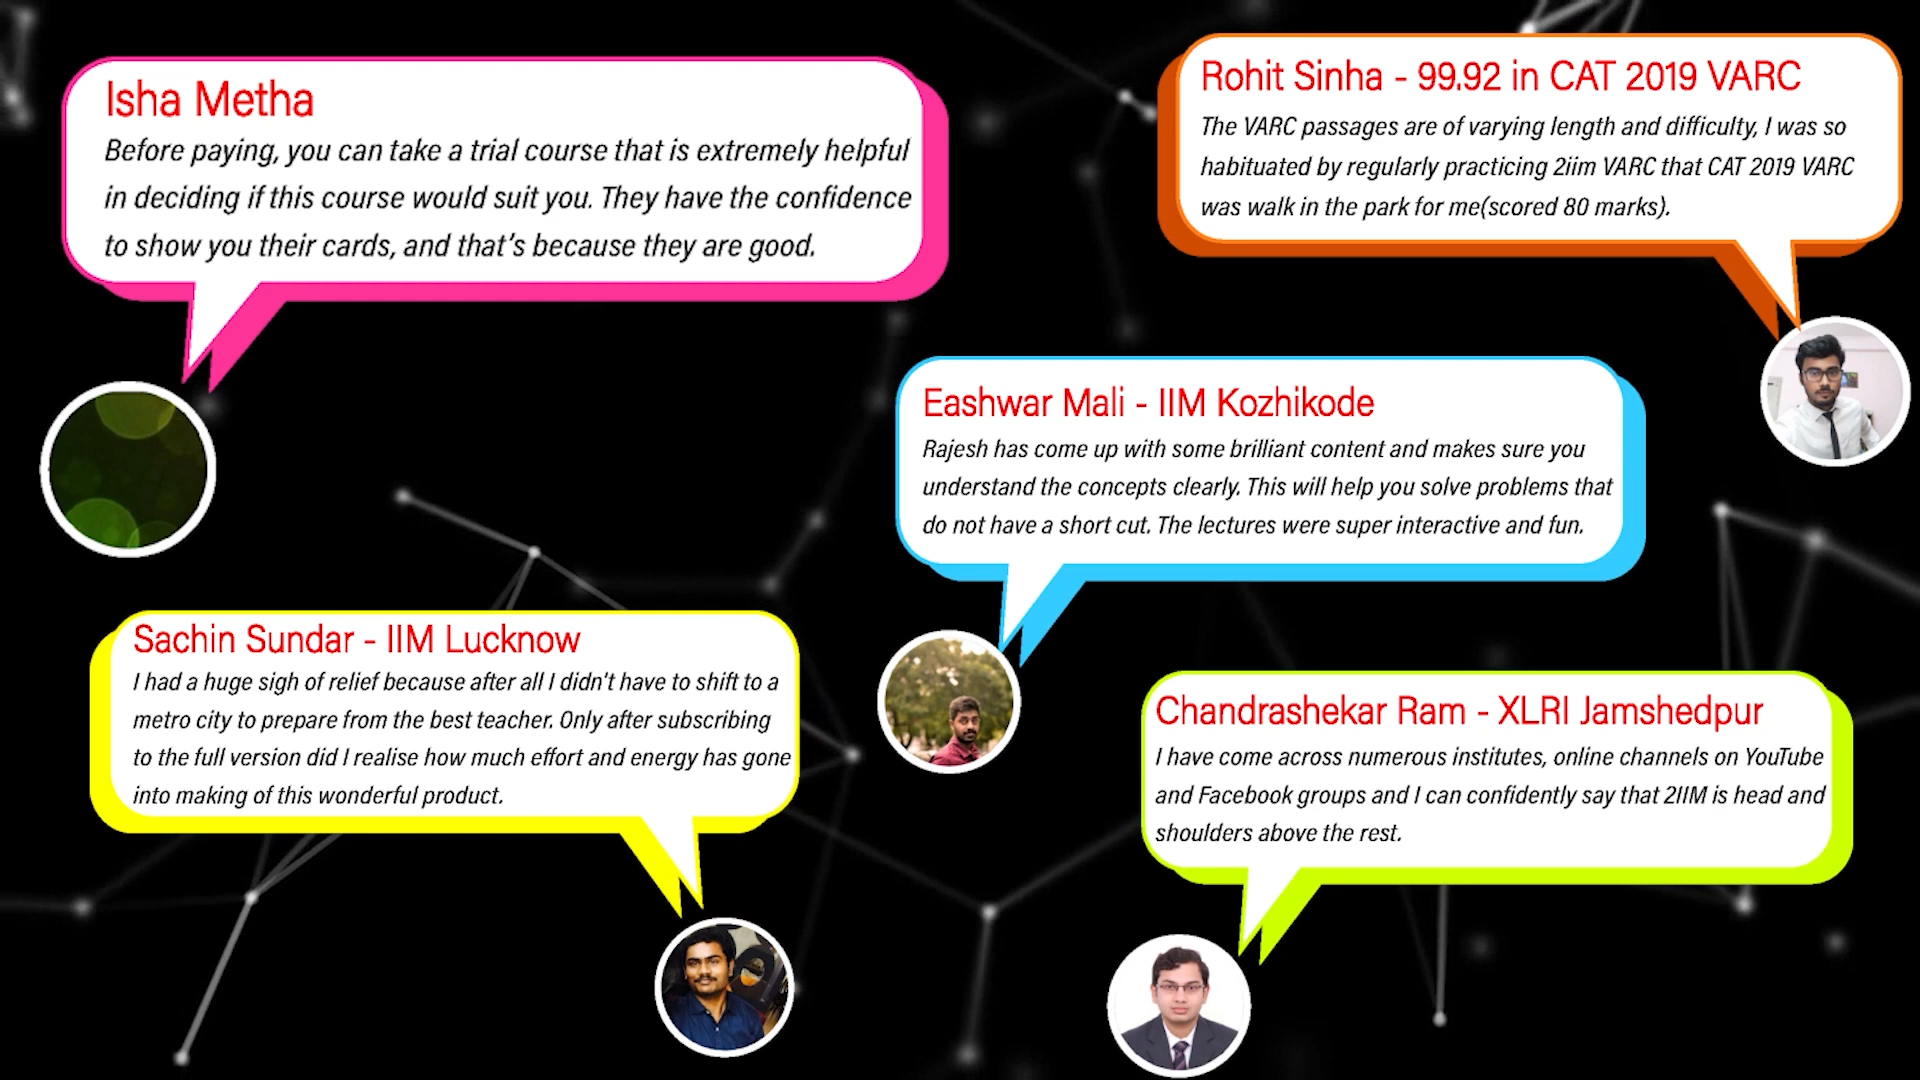 Isha Metha
Before paying, you can take a trial course that is extremely helpful
in deciding if this course would suit you. They have the confidence
to show you their cards, and that's because they are good.
Rohit Sinha - 99.92 in CAT 2019 VARC
The VARC passages are of varying length and difficulty, I was so
habituated by regularly practicing 2iim VARC that CAT 2019 VARC
was walk in the park for me(scored 80 marks).
Eashwar Mali - IIM Kozhikode
Rajesh has come up with some brilliant content and makes sure you
understand the concepts clearly. This will help you solve problems that
do not have a short cut. The lectures were super interactive and fun.
Sachin Sundar - IIM Lucknow
I had a huge sigh of relief because after all I didn't have to shift to a
metro city to prepare from the best teacher. Only after subscribing
to the full version did I realise how much effort and energy has gone
into making of this wonderful product.
Chandrashekar Ram - XLRI Jamshedpur
I have come across numerous institutes, online channels on YouTube
and Facebook groups and I can confidently say that 2IIM is head and
shoulders above the rest.